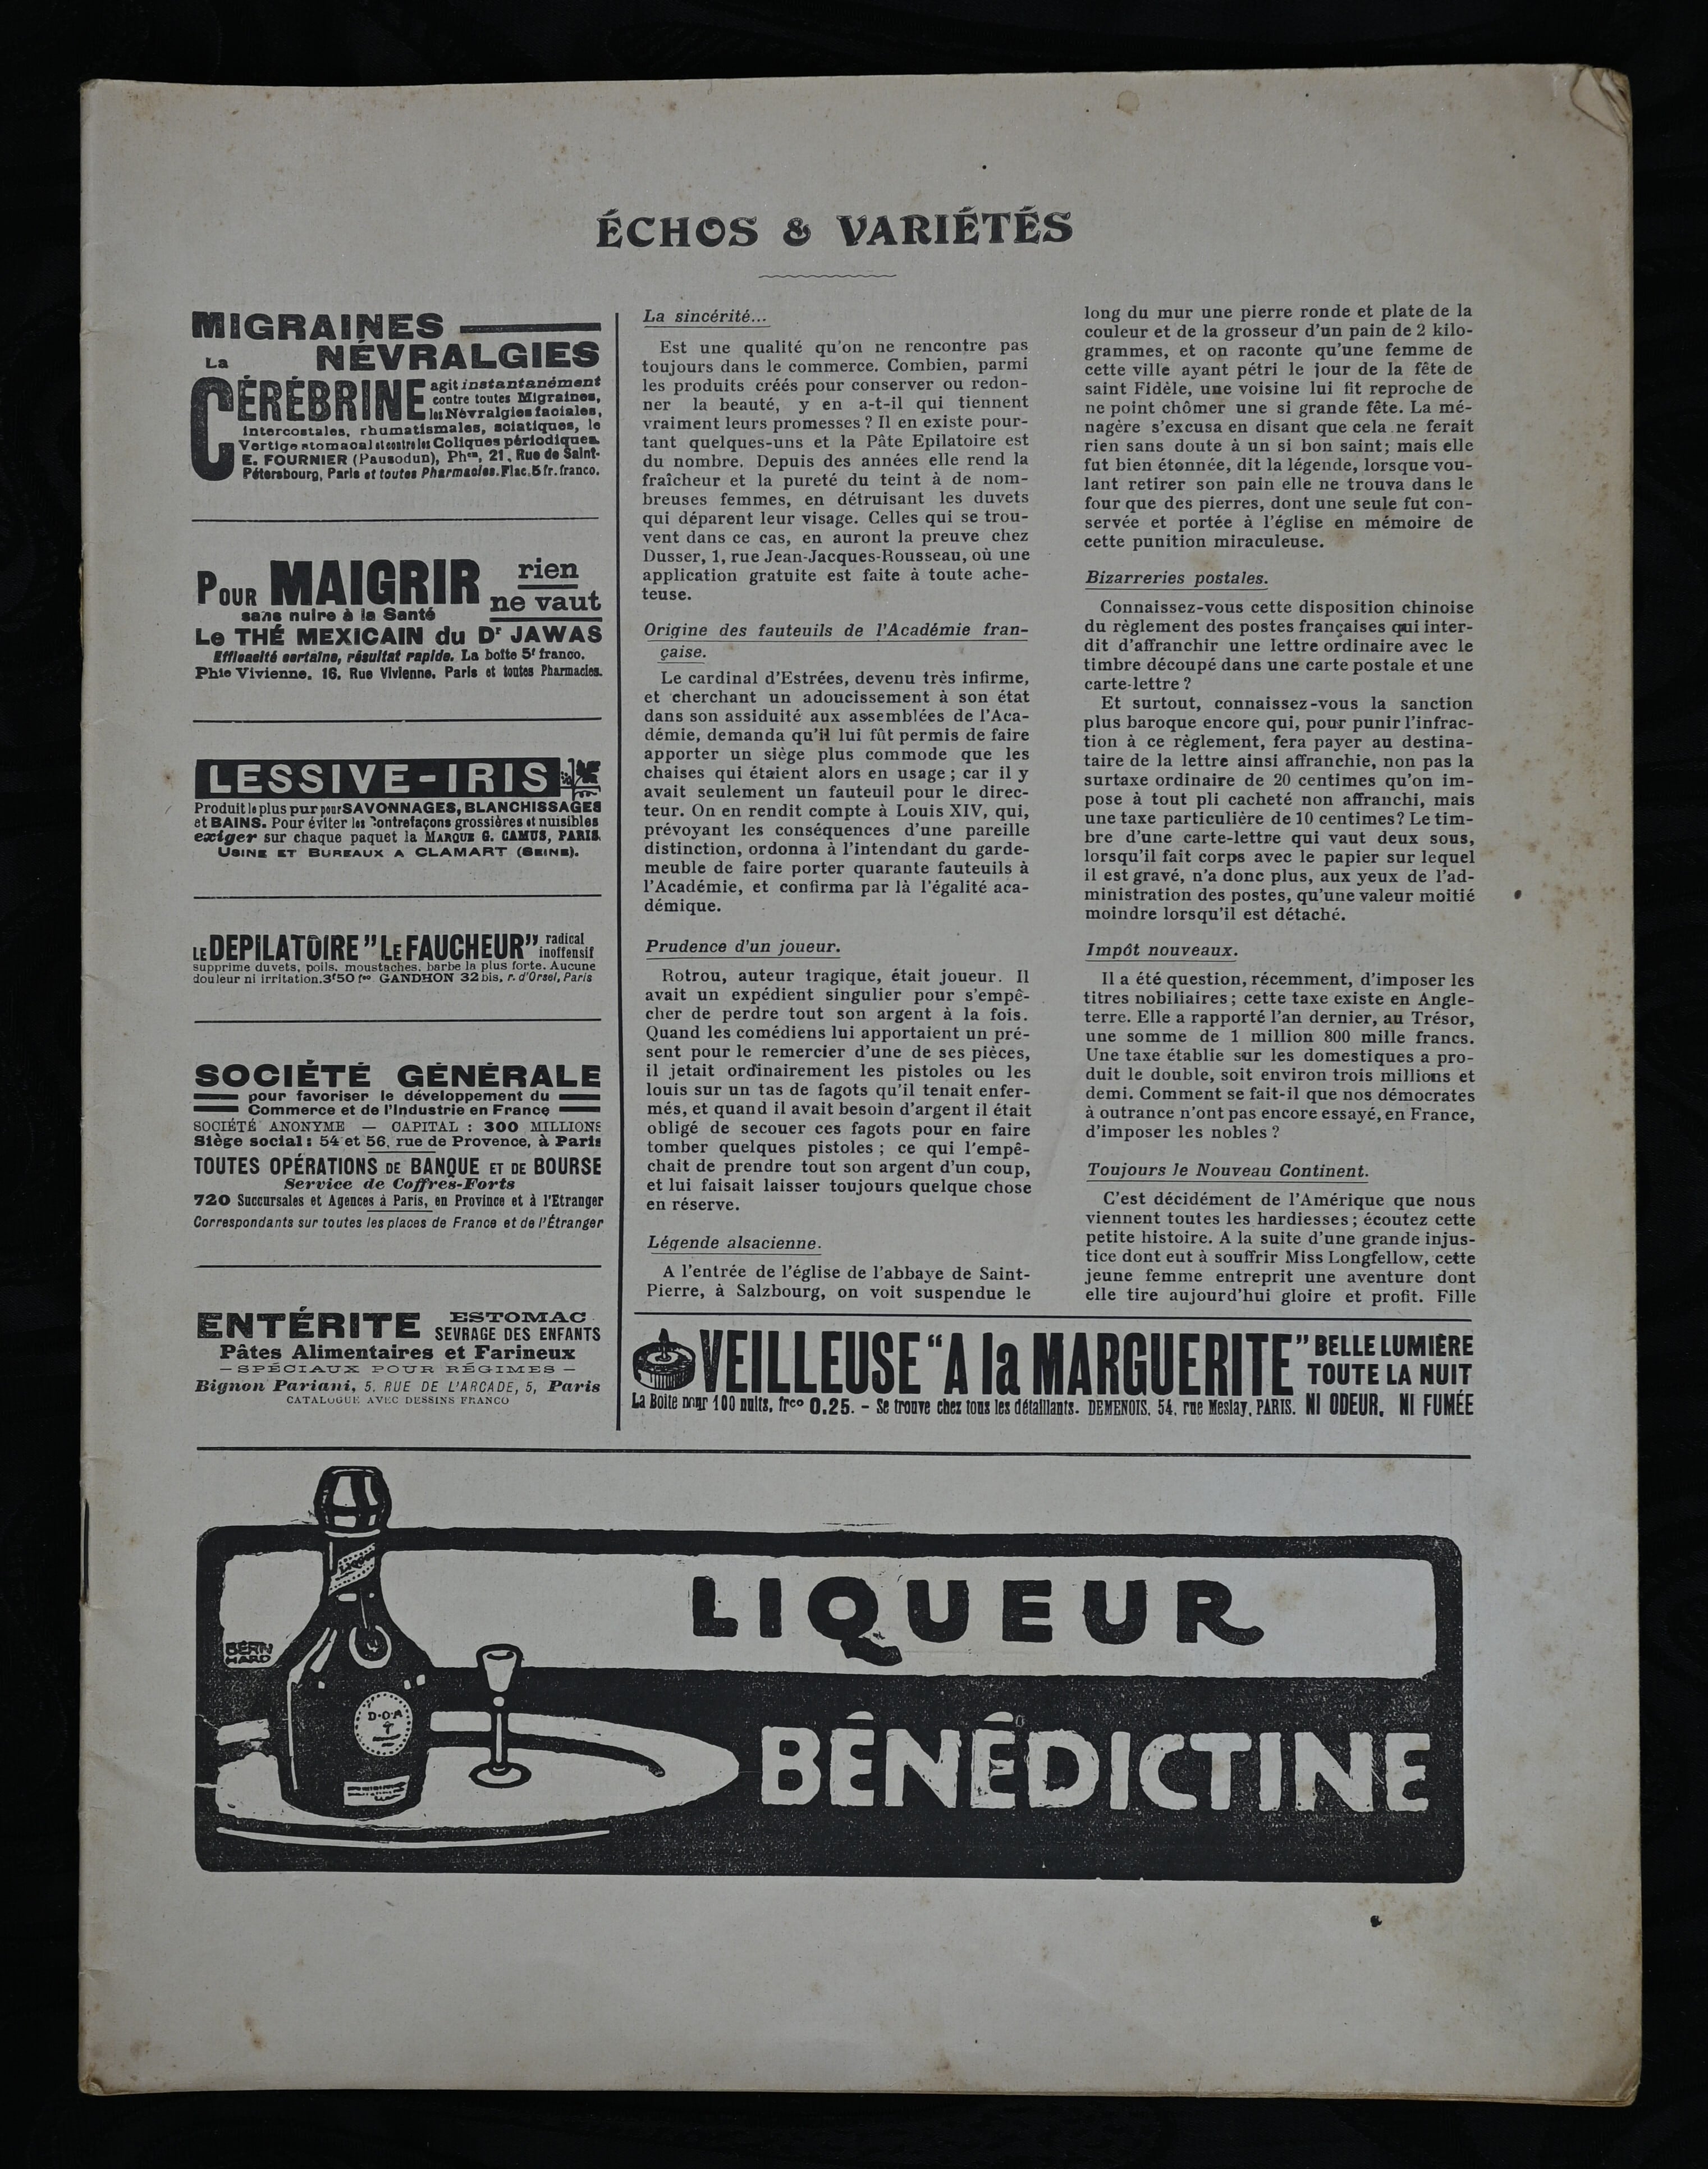 ÉCHOS & VARIÉTÉS
MIGRAINES
La NÉVRALGIES
CÉRÉBRINE agit instantanément
contre toutes Migraines,
les Névralgies faciales,
intercostales, rhumatismales, sciatiques, le
Vertige stomacal et contre les Coliques périodiques.
E. FOURNIER (Pausodun), Phien, 21, Rue de Saint-
Pétersbourg, Paris et toutes Pharmacies. Flac. 5 fr. franco.
POUR MAIGRIR rien
ne vaut
sans nuire à la Santé
Le THÉ MEXICAIN du Dr JAWAS
Efficacité certaine, résultat rapide. La boîte 5f franco.
Phie Vivienne, 16, Rue Vivienne, Paris et toutes Pharmacies.
LESSIVE-IRIS
Produit le plus pur pour SAVONNAGES, BLANCHISSAGES
et BAINS. Pour éviter les Contrefaçons grossières et nuisibles
exiger sur chaque paquet la MARQUE G. CAMUS, PARIS.
USINE ET BUREAUX A CLAMART (SEINE).
LE DEPILATOIRE "LE FAUCHEUR" radical
inoffensif
supprime duvets, poils, moustaches, barbe la plus forte. Aucune
douleur ni irritation. 3f50 fco GANDHON 32 bis, r. d'Orsel, Paris
SOCIÉTÉ GÉNÉRALE
pour favoriser le développement du
Commerce et de l'Industrie en France
SOCIÉTÉ ANONYME — CAPITAL : 300 MILLIONS
Siège social : 54 et 56, rue de Provence, à Paris
TOUTES OPÉRATIONS DE BANQUE ET DE BOURSE
Service de Coffres-Forts
720 Succursales et Agences à Paris, en Province et à l'Etranger
Correspondants sur toutes les places de France et de l'Étranger
ENTÉRITE ESTOMAC
SEVRAGE DES ENFANTS
Pâtes Alimentaires et Farineux
— SPÉCIAUX POUR RÉGIMES —
Bignon Pariani, 5, RUE DE L'ARCADE, 5, Paris
CATALOGUE AVEC DESSINS FRANCO
La sincérité...
Est une qualité qu'on ne rencontre pas
toujours dans le commerce. Combien, parmi
les produits créés pour conserver ou redon-
ner la beauté, y en a-t-il qui tiennent
vraiment leurs promesses ? Il en existe pour-
tant quelques-uns et la Pâte Epilatoire est
du nombre. Depuis des années elle rend la
fraîcheur et la pureté du teint à de nom-
breuses femmes, en détruisant les duvets
qui déparent leur visage. Celles qui se trou-
vent dans ce cas, en auront la preuve chez
Dusser, 1, rue Jean-Jacques-Rousseau, où une
application gratuite est faite à toute ache-
teuse.
Origine des fauteuils de l'Académie fran-
çaise.
Le cardinal d'Estrées, devenu très infirme,
et cherchant un adoucissement à son état
dans son assiduité aux assemblées de l'Aca-
démie, demanda qu'il lui fût permis de faire
apporter un siège plus commode que les
chaises qui étaient alors en usage ; car il y
avait seulement un fauteuil pour le direc-
teur. On en rendit compte à Louis XIV, qui,
prévoyant les conséquences d'une pareille
distinction, ordonna à l'intendant du garde-
meuble de faire porter quarante fauteuils à
l'Académie, et confirma par là l'égalité aca-
démique.
Prudence d'un joueur.
Rotrou, auteur tragique, était joueur. Il
avait un expédient singulier pour s'empê-
cher de perdre tout son argent à la fois.
Quand les comédiens lui apportaient un pré-
sent pour le remercier d'une de ses pièces,
il jetait ordinairement les pistoles ou les
louis sur un tas de fagots qu'il tenait enfer-
més, et quand il avait besoin d'argent il était
obligé de secouer ces fagots pour en faire
tomber quelques pistoles ; ce qui l'empê-
chait de prendre tout son argent d'un coup,
et lui faisait laisser toujours quelque chose
en réserve.
Légende alsacienne.
A l'entrée de l'église de l'abbaye de Saint-
Pierre, à Salzbourg, on voit suspendue le
long du mur une pierre ronde et plate de la
couleur et de la grosseur d'un pain de 2 kilo-
grammes, et on raconte qu'une femme de
cette ville ayant pétri le jour de la fête de
saint Fidèle, une voisine lui fit reproche de
ne point chômer une si grande fête. La mé-
nagère s'excusa en disant que cela ne ferait
rien sans doute à un si bon saint; mais elle
fut bien étonnée, dit la légende, lorsque vou-
lant retirer son pain elle ne trouva dans le
four que des pierres, dont une seule fut con-
servée et portée à l'église en mémoire de
cette punition miraculeuse.
Bizarreries postales.
Connaissez-vous cette disposition chinoise
du règlement des postes françaises qui inter-
dit d'affranchir une lettre ordinaire avec le
timbre découpé dans une carte postale et une
carte-lettre ?
Et surtout, connaissez-vous la sanction
plus baroque encore qui, pour punir l'infrac-
tion à ce règlement, fera payer au destina-
taire de la lettre ainsi affranchie, non pas la
surtaxe ordinaire de 20 centimes qu'on im-
pose à tout pli cacheté non affranchi, mais
une taxe particulière de 10 centimes? Le tim-
bre d'une carte-lettre qui vaut deux sous,
lorsqu'il fait corps avec le papier sur lequel
il est gravé, n'a donc plus, aux yeux de l'ad-
ministration des postes, qu'une valeur moitié
moindre lorsqu'il est détaché.
Impôt nouveaux.
Il a été question, récemment, d'imposer les
titres nobiliaires ; cette taxe existe en Angle-
terre. Elle a rapporté l'an dernier, au Trésor,
une somme de 1 million 800 mille francs.
Une taxe établie sur les domestiques a pro-
duit le double, soit environ trois millions et
demi. Comment se fait-il que nos démocrates
à outrance n'ont pas encore essayé, en France,
d'imposer les nobles ?
Toujours le Nouveau Continent.
C'est décidément de l'Amérique que nous
viennent toutes les hardiesses ; écoutez cette
petite histoire. A la suite d'une grande injus-
tice dont eut à souffrir Miss Longfellow, cette
jeune femme entreprit une aventure dont
elle tire aujourd'hui gloire et profit. Fille
VEILLEUSE "A la MARGUERITE" BELLE LUMIÈRE
TOUTE LA NUIT
La Boîte pour 100 nuits, frco 0.25. - Se trouve chez tous les détaillants. DEMENOIS, 54, rue Meslay, PARIS. NI ODEUR, NI FUMÉE
BERN
HARD
D·O·A
LIQUEUR
BÉNÉDICTINE